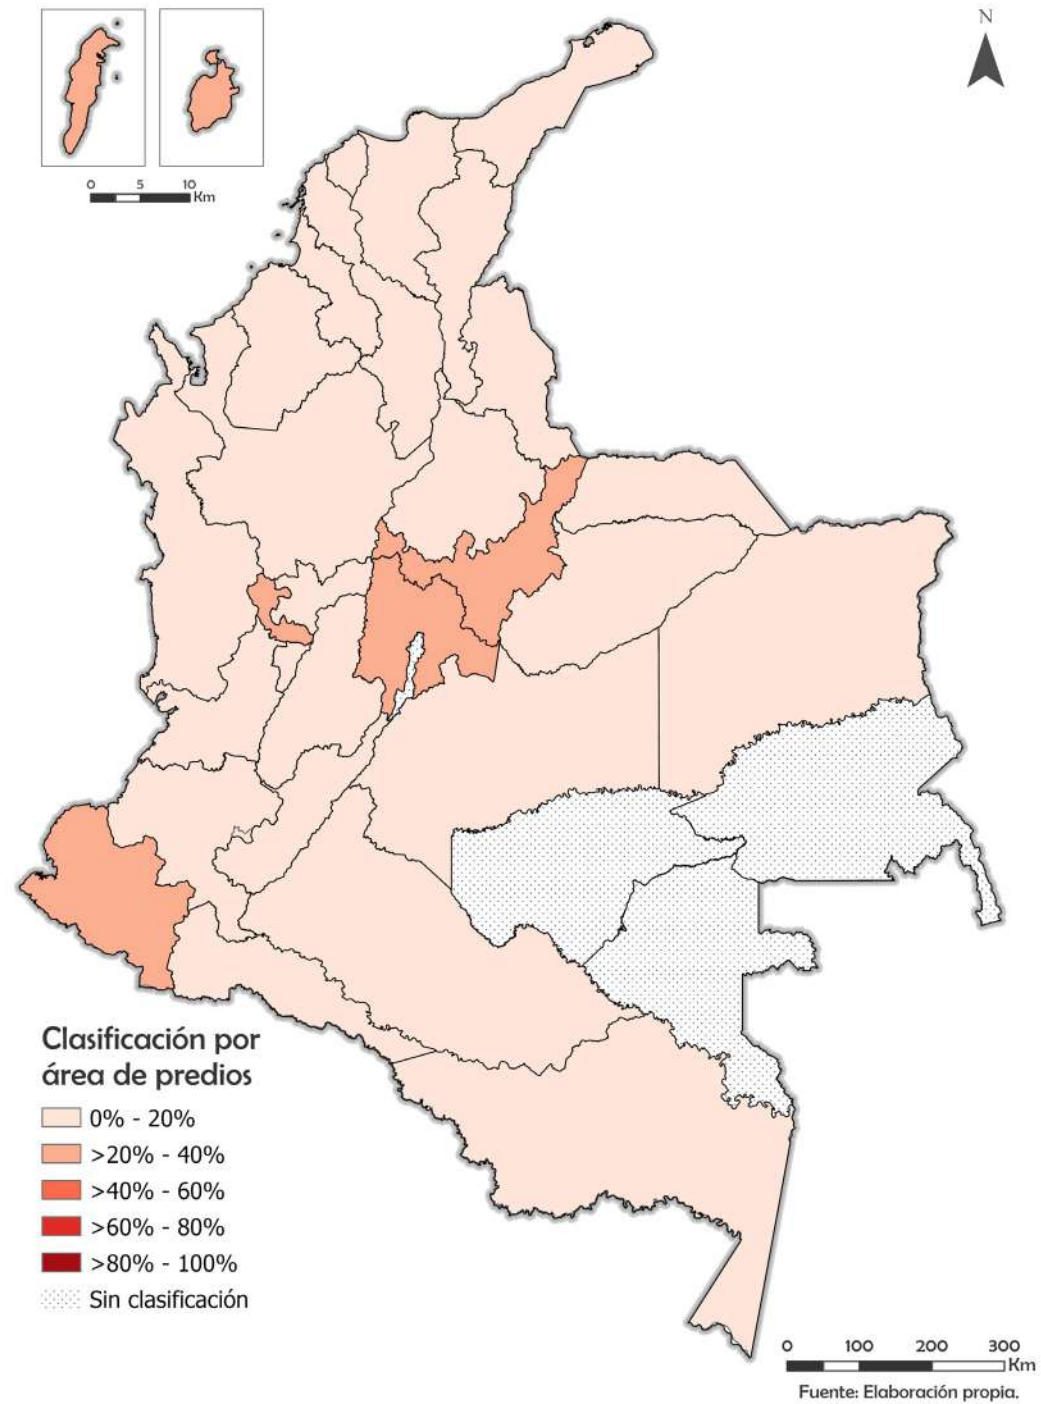 N
0 5 10
Km
Clasificación por
área de predios
0% - 20%
>20% - 40%
>40% - 60%
>60% - 80%
>80% - 100%
Sin clasificación
0 100 200 300
Km
Fuente: Elaboración propia.